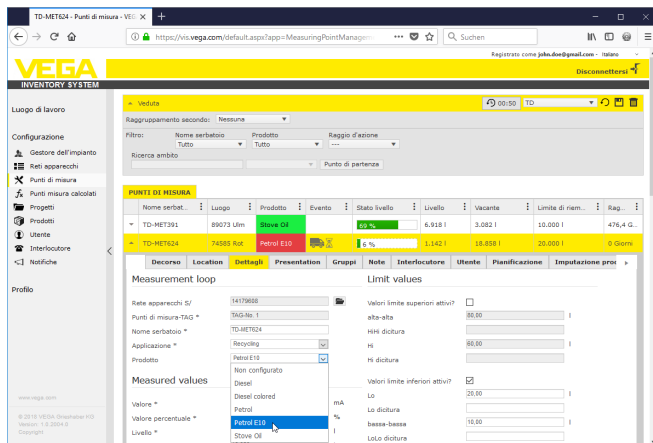 TD-MET624 - Punti di misura - VEG
https://vis.vega.com/default.aspx?app=MeasuringPointManagem
Suchen
Registrato come john.doe@gmail.com - Italiano
Disconnettersi
VEGA
INVENTORY SYSTEM
Luogo di lavoro
Configurazione
Gestore dell'impianto
Reti apparecchi
Punti di misura
Punti misura calcolati
Progetti
Prodotti
Utente
Interlocutore
Notifiche
Profilo
www.vega.com
© 2019 VEGA Grieshaber KG
Version: 1.0.2004.0
Copyright
Veduta
00:50 TD
Raggruppamento secondo: Nessuna
Filtro: Nome serbatoio Prodotto Raggio d'azione
Tutto Tutto ---
Ricerca ambito
Punto di partenza
PUNTI DI MISURA
Nome serbat... Luogo Prodotto Evento Stato livello Livello Vacante Limite di riem... Rag...
TD-MET391 89073 Ulm Stove Oil 69 % 6.918 l 3.082 l 10.000 l 476,4 G...
TD-MET624 74585 Rot Petrol E10 6 % 1.142 l 18.858 l 20.000 l 0 Giorni
Decorso Location Dettagli Presentation Gruppi Note Interlocutore Utente Pianificazione Imputazione pro
Measurement loop
Rete apparecchi S/ 14179608
Punti di misura-TAG * TAG-No. 1
Nome serbatoio * TD-MET624
Applicazione * Recycling
Prodotto Petrol E10
Non configurato
Diesel
Diesel colored
Petrol
Petrol E10
Stove Oil
Measured values
Valore * mA
Valore percentuale * %
Livello * l
Limit values
Valori limite superiori attivi?
alta-alta 80,00 l
HiHi dicitura
Hi 60,00 l
Hi dicitura
Valori limite inferiori attivi?
Lo 20,00 l
Lo dicitura
bassa-bassa 10,00 l
LoLo dicitura